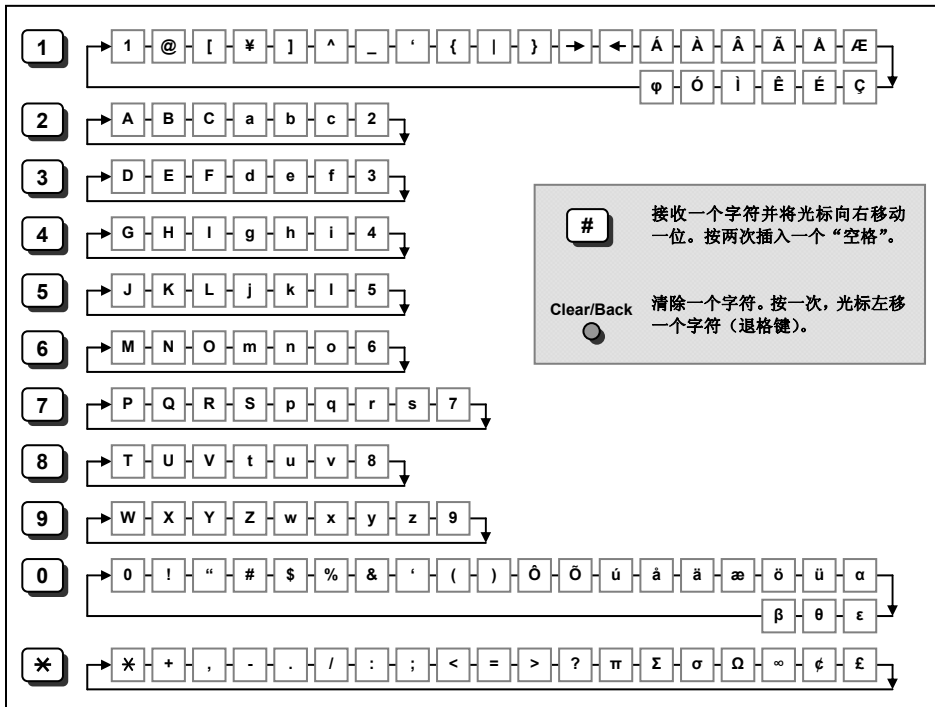 1 1 @ [ ¥ ] ^ _ ‘ { | } → ← Á À Â Ã Å Æ
φ Ó Ì Ê É Ç
2 A B C a b c 2
3 D E F d e f 3
4 G H I g h i 4
5 J K L j k l 5
6 M N O m n o 6
7 P Q R S p q r s 7
8 T U V t u v 8
9 W X Y Z w x y z 9
0 0 ! “ # $ % & ‘ ( ) Ô Õ ú å ä æ ö ü α
β θ ε
* * + , - . / : ; < = > ? π Σ σ Ω ∞ ¢ £
# 接收一个字符并将光标向右移动
一位。按两次插入一个“空格”。
Clear/Back 清除一个字符。按一次，光标左移
一个字符（退格键）。